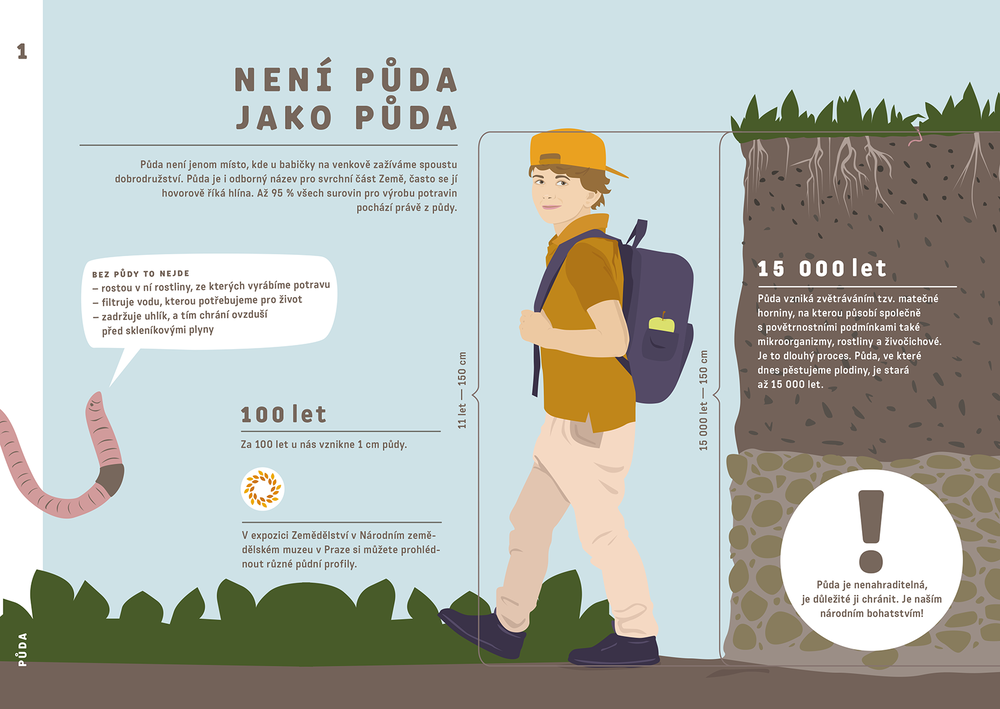 1
NENÍ PŮDA
JAKO PŮDA
Půda není jenom místo, kde u babičky na venkově zažíváme spoustu
dobrodružství. Půda je i odborný název pro svrchní část Země, často se jí
hovorově říká hlína. Až 95 % všech surovin pro výrobu potravin
pochází právě z půdy.
BEZ PŮDY TO NEJDE
– rostou v ní rostliny, ze kterých vyrábíme potravu
– filtruje vodu, kterou potřebujeme pro život
– zadržuje uhlík, a tím chrání ovzduší
před skleníkovými plyny
100 let
Za 100 let u nás vznikne 1 cm půdy.
V expozici Zemědělství v Národním země-
dělském muzeu v Praze si můžete prohléd-
nout různé půdní profily.
11 let — 150 cm
15 000 let — 150 cm
15 000 let
Půda vzniká zvětráváním tzv. matečné
horniny, na kterou působí společně
s povětrnostními podmínkami také
mikroorganizmy, rostliny a živočichové.
Je to dlouhý proces. Půda, ve které
dnes pěstujeme plodiny, je stará
až 15 000 let.
!
Půda je nenahraditelná,
je důležité ji chránit. Je naším
národním bohatstvím!
PŮDA